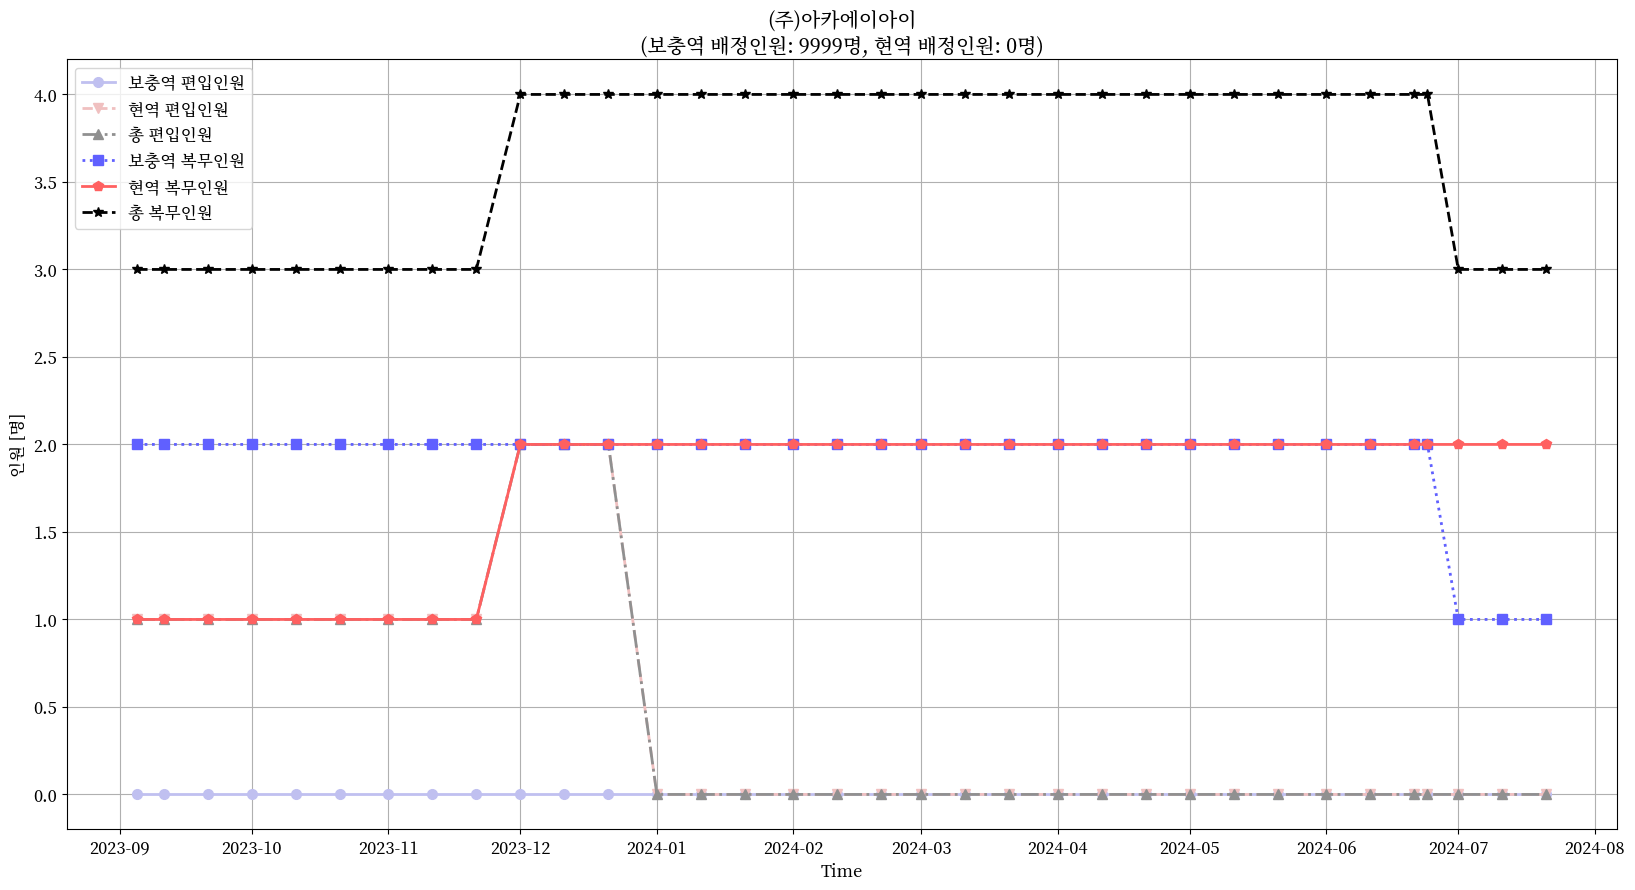 (주)아카에이아이
(보충역 배정인원: 9999명, 현역 배정인원: 0명)
보충역 편입인원
현역 편입인원
총 편입인원
보충역 복무인원
현역 복무인원
총 복무인원
4.0
3.5
3.0
2.5
2.0
1.5
1.0
0.5
0.0
인원 [명]
2023-09 2023-10 2023-11 2023-12 2024-01 2024-02 2024-03 2024-04 2024-05 2024-06 2024-07 2024-08
Time